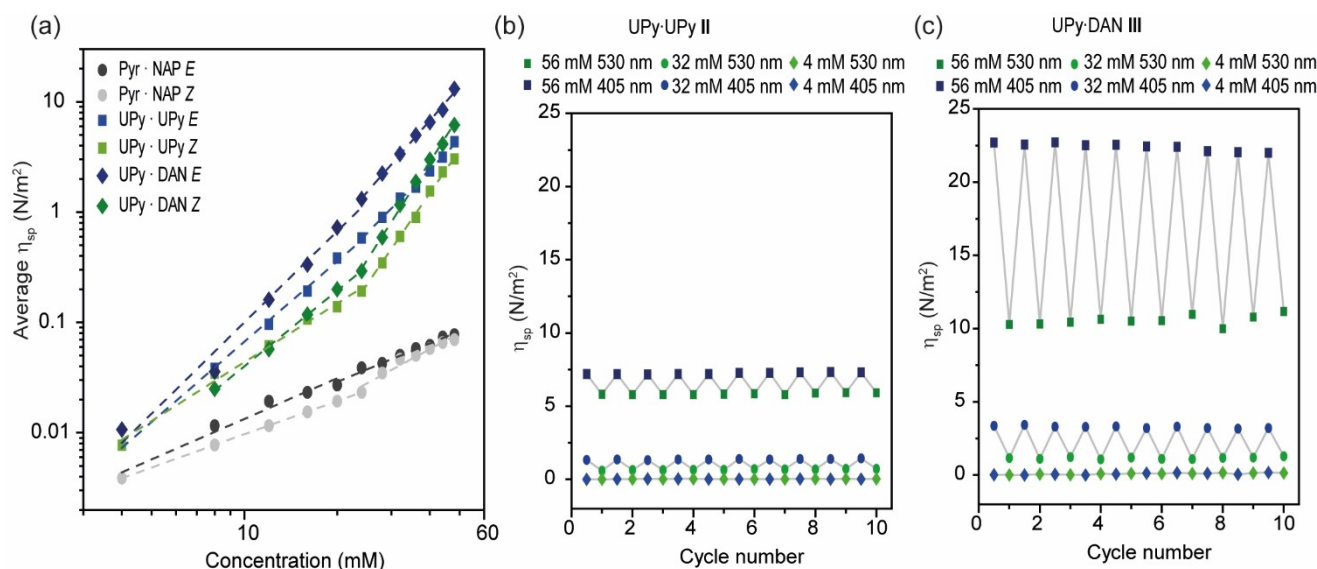 (a)
Average ηsp (N/m²)
10
1
0.1
0.01
Pyr · NAP E
Pyr · NAP Z
UPy · UPy E
UPy · UPy Z
UPy · DAN E
UPy · DAN Z
10
60
Concentration (mM)
(b)
UPy·UPy II
56 mM 530 nm 32 mM 530 nm 4 mM 530 nm
56 mM 405 nm 32 mM 405 nm 4 mM 405 nm
ηsp (N/m²)
25
20
15
10
5
0
0 2 4 6 8 10
Cycle number
(c)
UPy·DAN III
56 mM 530 nm 32 mM 530 nm 4 mM 530 nm
56 mM 405 nm 32 mM 405 nm 4 mM 405 nm
ηsp (N/m²)
25
20
15
10
5
0
0 2 4 6 8 10
Cycle number